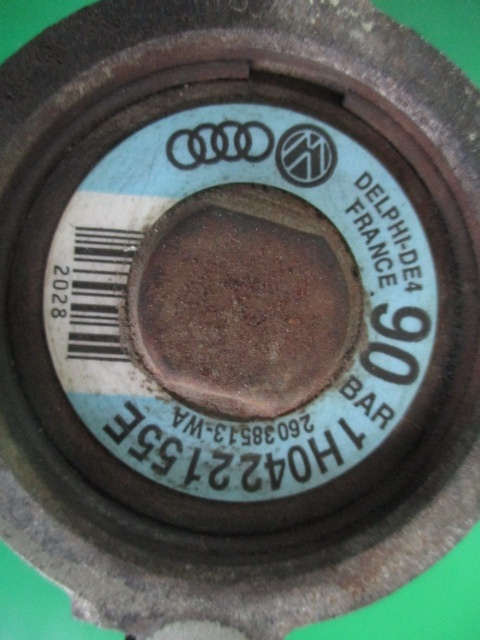 DELPHI-DE4
FRANCE
90
BAR
1H0422155E
26038513-WA
2028